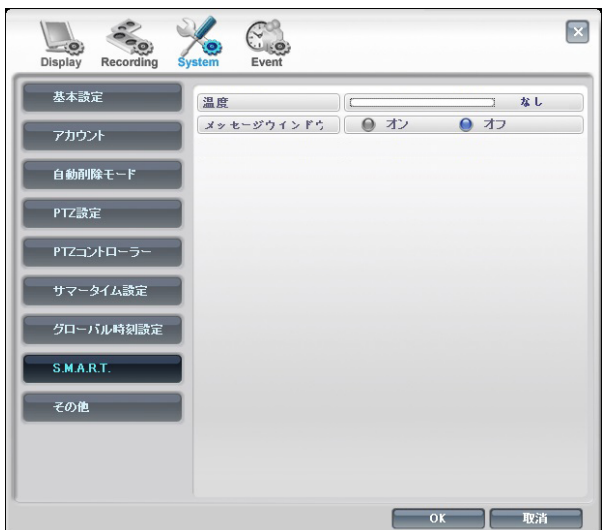 Display Recording System Event
基本設定
アカウント
自動削除モード
PTZ設定
PTZコントローラー
サマータイム設定
グローバル時刻設定
S.M.A.R.T.
その他
温度 なし
メッセージウインドウ オン オフ
OK 取消